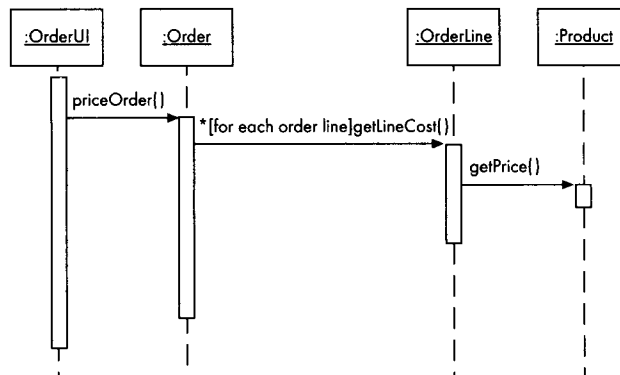 :OrderUI
:Order
:OrderLine
:Product
priceOrder()
*[for each order line]getLineCost()
getPrice()